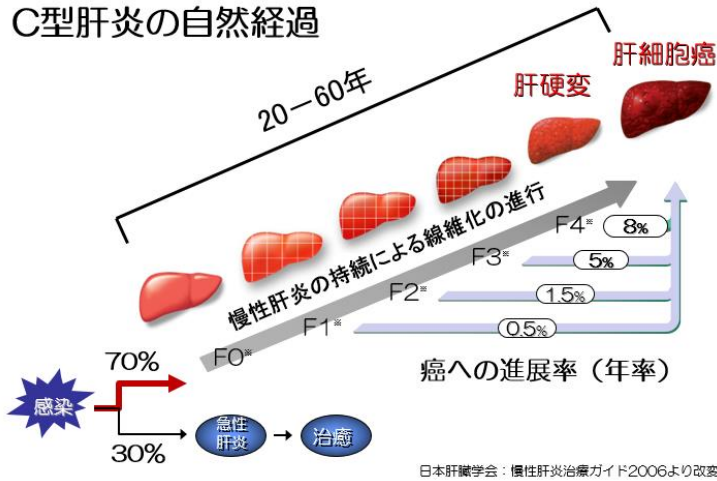 C型肝炎の自然経過
20－60年
肝硬変
肝細胞癌
慢性肝炎の持続による線維化の進行
F0※
F1※
F2※
F3※
F4※
8%
5%
1.5%
0.5%
癌への進展率（年率）
感染
70%
30%
急性
肝炎
治癒
日本肝臓学会：慢性肝炎治療ガイド2006より改変